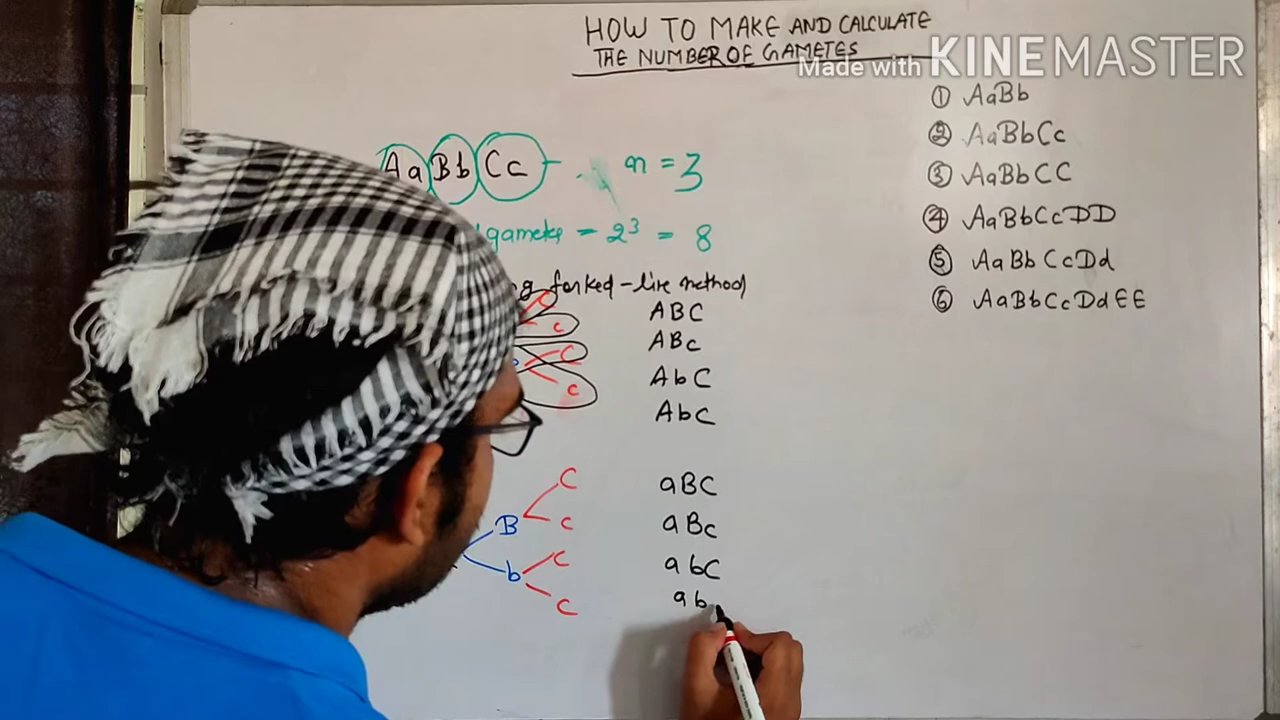 HOW TO MAKE AND CALCULATE
THE NUMBER OF GAMETES
Made with KINEMASTER
AaBbCc n = 3
gametes = 2³ = 8
forked-line method
C
c
C
c
ABC
ABc
AbC
Abc
B
b
C
c
C
c
aBC
aBc
abC
ab
① AaBb
② AaBbCc
③ AaBbCC
④ AaBbCcDD
⑤ AaBbCcDd
⑥ AaBbCcDdEE